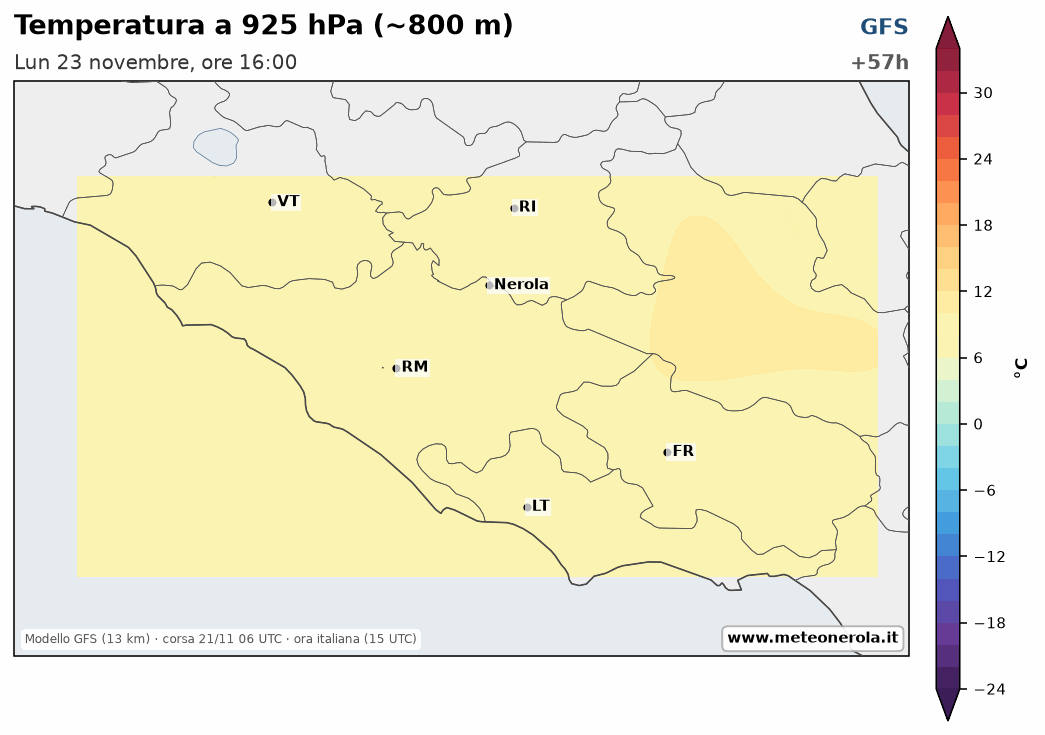 Temperatura a 925 hPa (~800 m)
GFS
Lun 23 novembre, ore 16:00
+57h
VT
RI
Nerola
RM
FR
LT
30
24
18
12
6
0
−6
−12
−18
−24
°C
Modello GFS (13 km) · corsa 21/11 06 UTC · ora italiana (15 UTC)
www.meteonerola.it